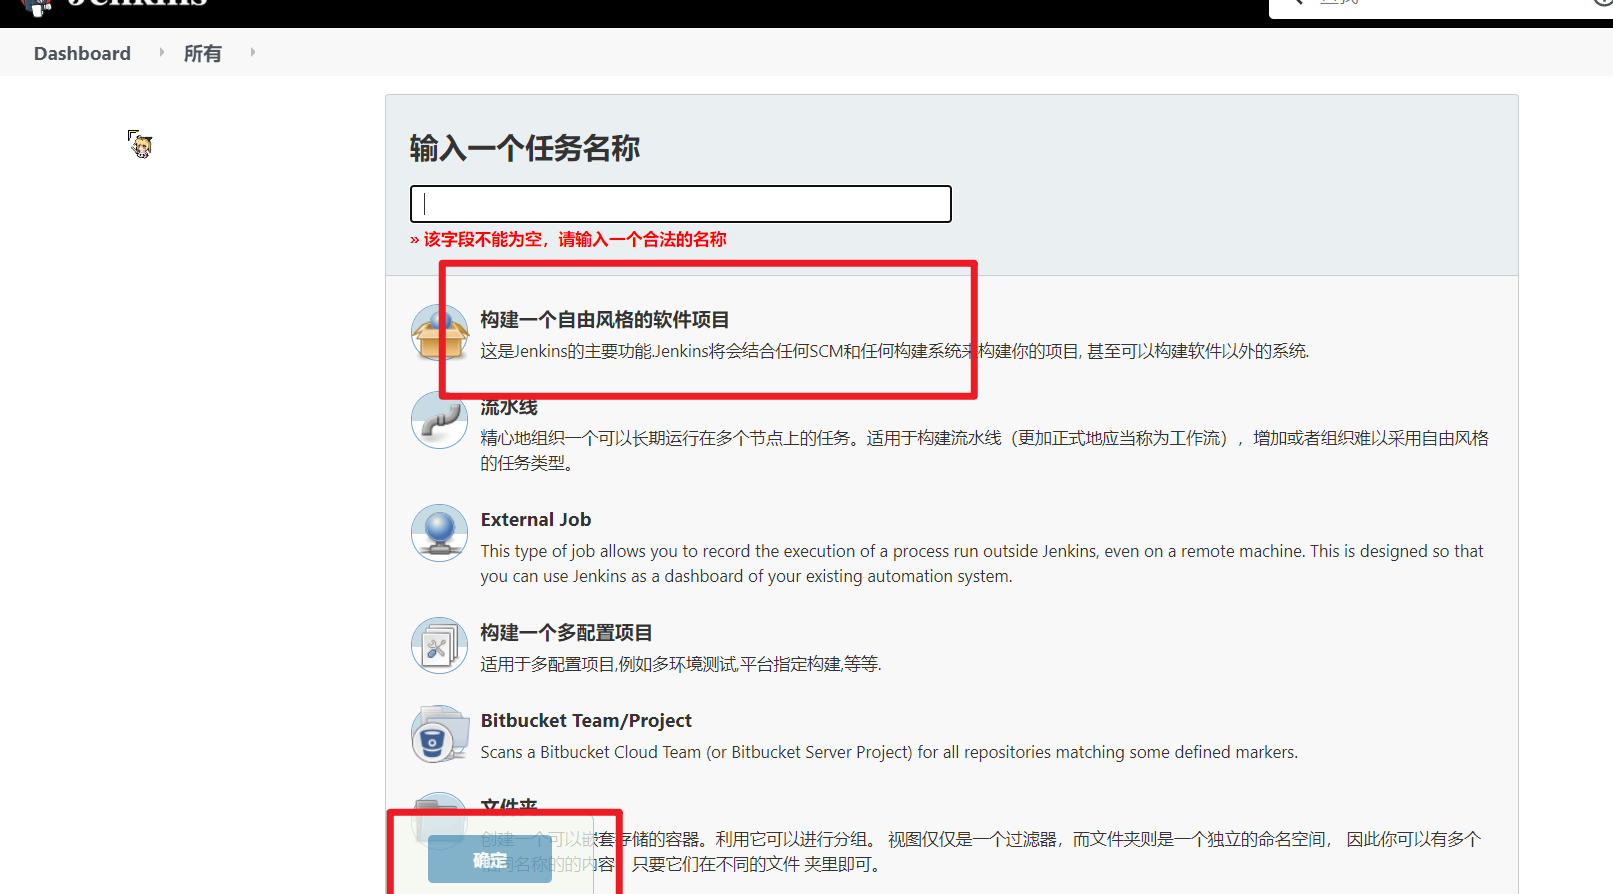 Jenkins
Dashboard
所有
输入一个任务名称
» 该字段不能为空，请输入一个合法的名称
构建一个自由风格的软件项目
这是Jenkins的主要功能.Jenkins将会结合任何SCM和任何构建系统来构建你的项目, 甚至可以构建软件以外的系统.
流水线
精心地组织一个可以长期运行在多个节点上的任务。适用于构建流水线（更加正式地应当称为工作流），增加或者组织难以采用自由风格
的任务类型。
External Job
This type of job allows you to record the execution of a process run outside Jenkins, even on a remote machine. This is designed so that
you can use Jenkins as a dashboard of your existing automation system.
构建一个多配置项目
适用于多配置项目,例如多环境测试,平台指定构建,等等.
Bitbucket Team/Project
Scans a Bitbucket Cloud Team (or Bitbucket Server Project) for all repositories matching some defined markers.
文件夹
创建一个可以嵌套存储的容器。利用它可以进行分组。 视图仅仅是一个过滤器，而文件夹则是一个独立的命名空间， 因此你可以有多个
相同名称的的内容，只要它们在不同的文件 夹里即可。
确定